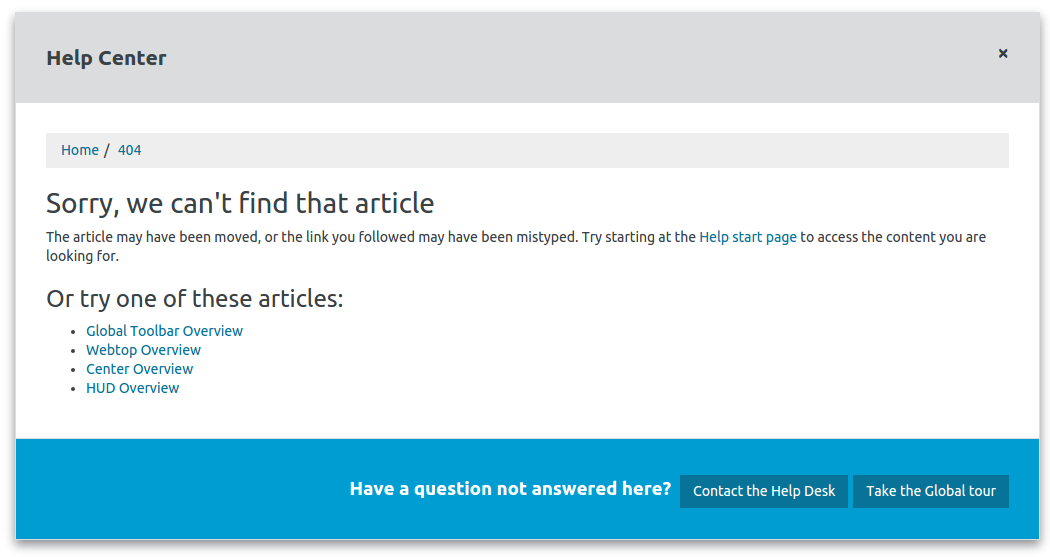 Help Center
×
Home / 404
Sorry, we can't find that article
The article may have been moved, or the link you followed may have been mistyped. Try starting at the Help start page to access the content you are
looking for.
Or try one of these articles:
• Global Toolbar Overview
• Webtop Overview
• Center Overview
• HUD Overview
Have a question not answered here? Contact the Help Desk Take the Global tour